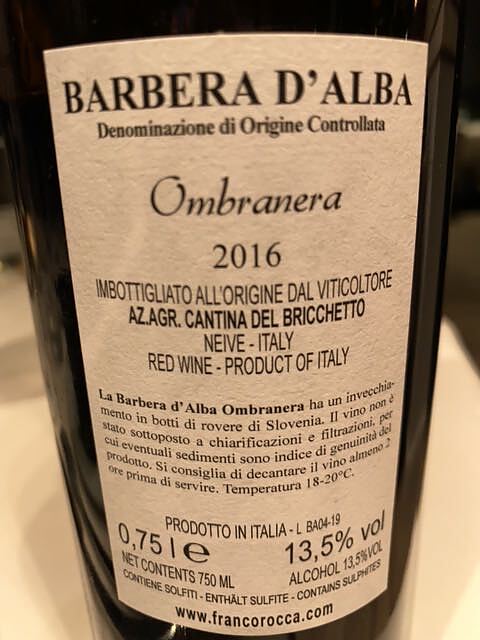 BARBERA D'ALBA
Denominazione di Origine Controllata
Ombranera
2016
IMBOTTIGLIATO ALL'ORIGINE DAL VITICOLTORE
AZ.AGR. CANTINA DEL BRICCHETTO
NEIVE - ITALY
RED WINE - PRODUCT OF ITALY
La Barbera d'Alba Ombranera ha un invecchia-
mento in botti di rovere di Slovenia. Il vino non è
stato sottoposto a chiarificazioni e filtrazioni, per
cui eventuali sedimenti sono indice di genuinità del
prodotto. Si consiglia di decantare il vino almeno 2
ore prima di servire. Temperatura 18-20°C.
PRODOTTO IN ITALIA - L BA04-19
0,75 l e 13,5% vol
NET CONTENTS 750 ML ALCOHOL 13,5%VOL
CONTIENE SOLFITI - ENTHÄLT SULFITE - CONTAINS SULPHITES
www.francorocca.com